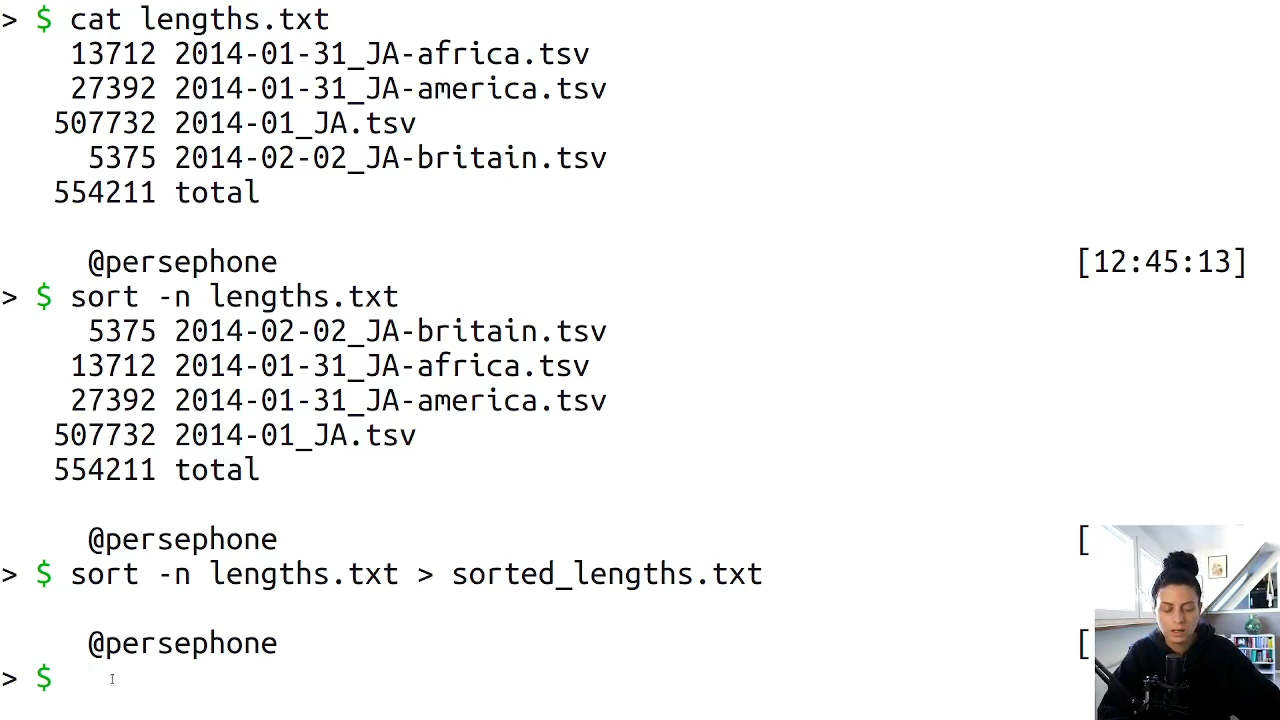 > $ cat lengths.txt
13712 2014-01-31_JA-africa.tsv
27392 2014-01-31_JA-america.tsv
507732 2014-01_JA.tsv
5375 2014-02-02_JA-britain.tsv
554211 total
@persephone [12:45:13]
> $ sort -n lengths.txt
5375 2014-02-02_JA-britain.tsv
13712 2014-01-31_JA-africa.tsv
27392 2014-01-31_JA-america.tsv
507732 2014-01_JA.tsv
554211 total
@persephone [
> $ sort -n lengths.txt > sorted_lengths.txt
@persephone [
> $